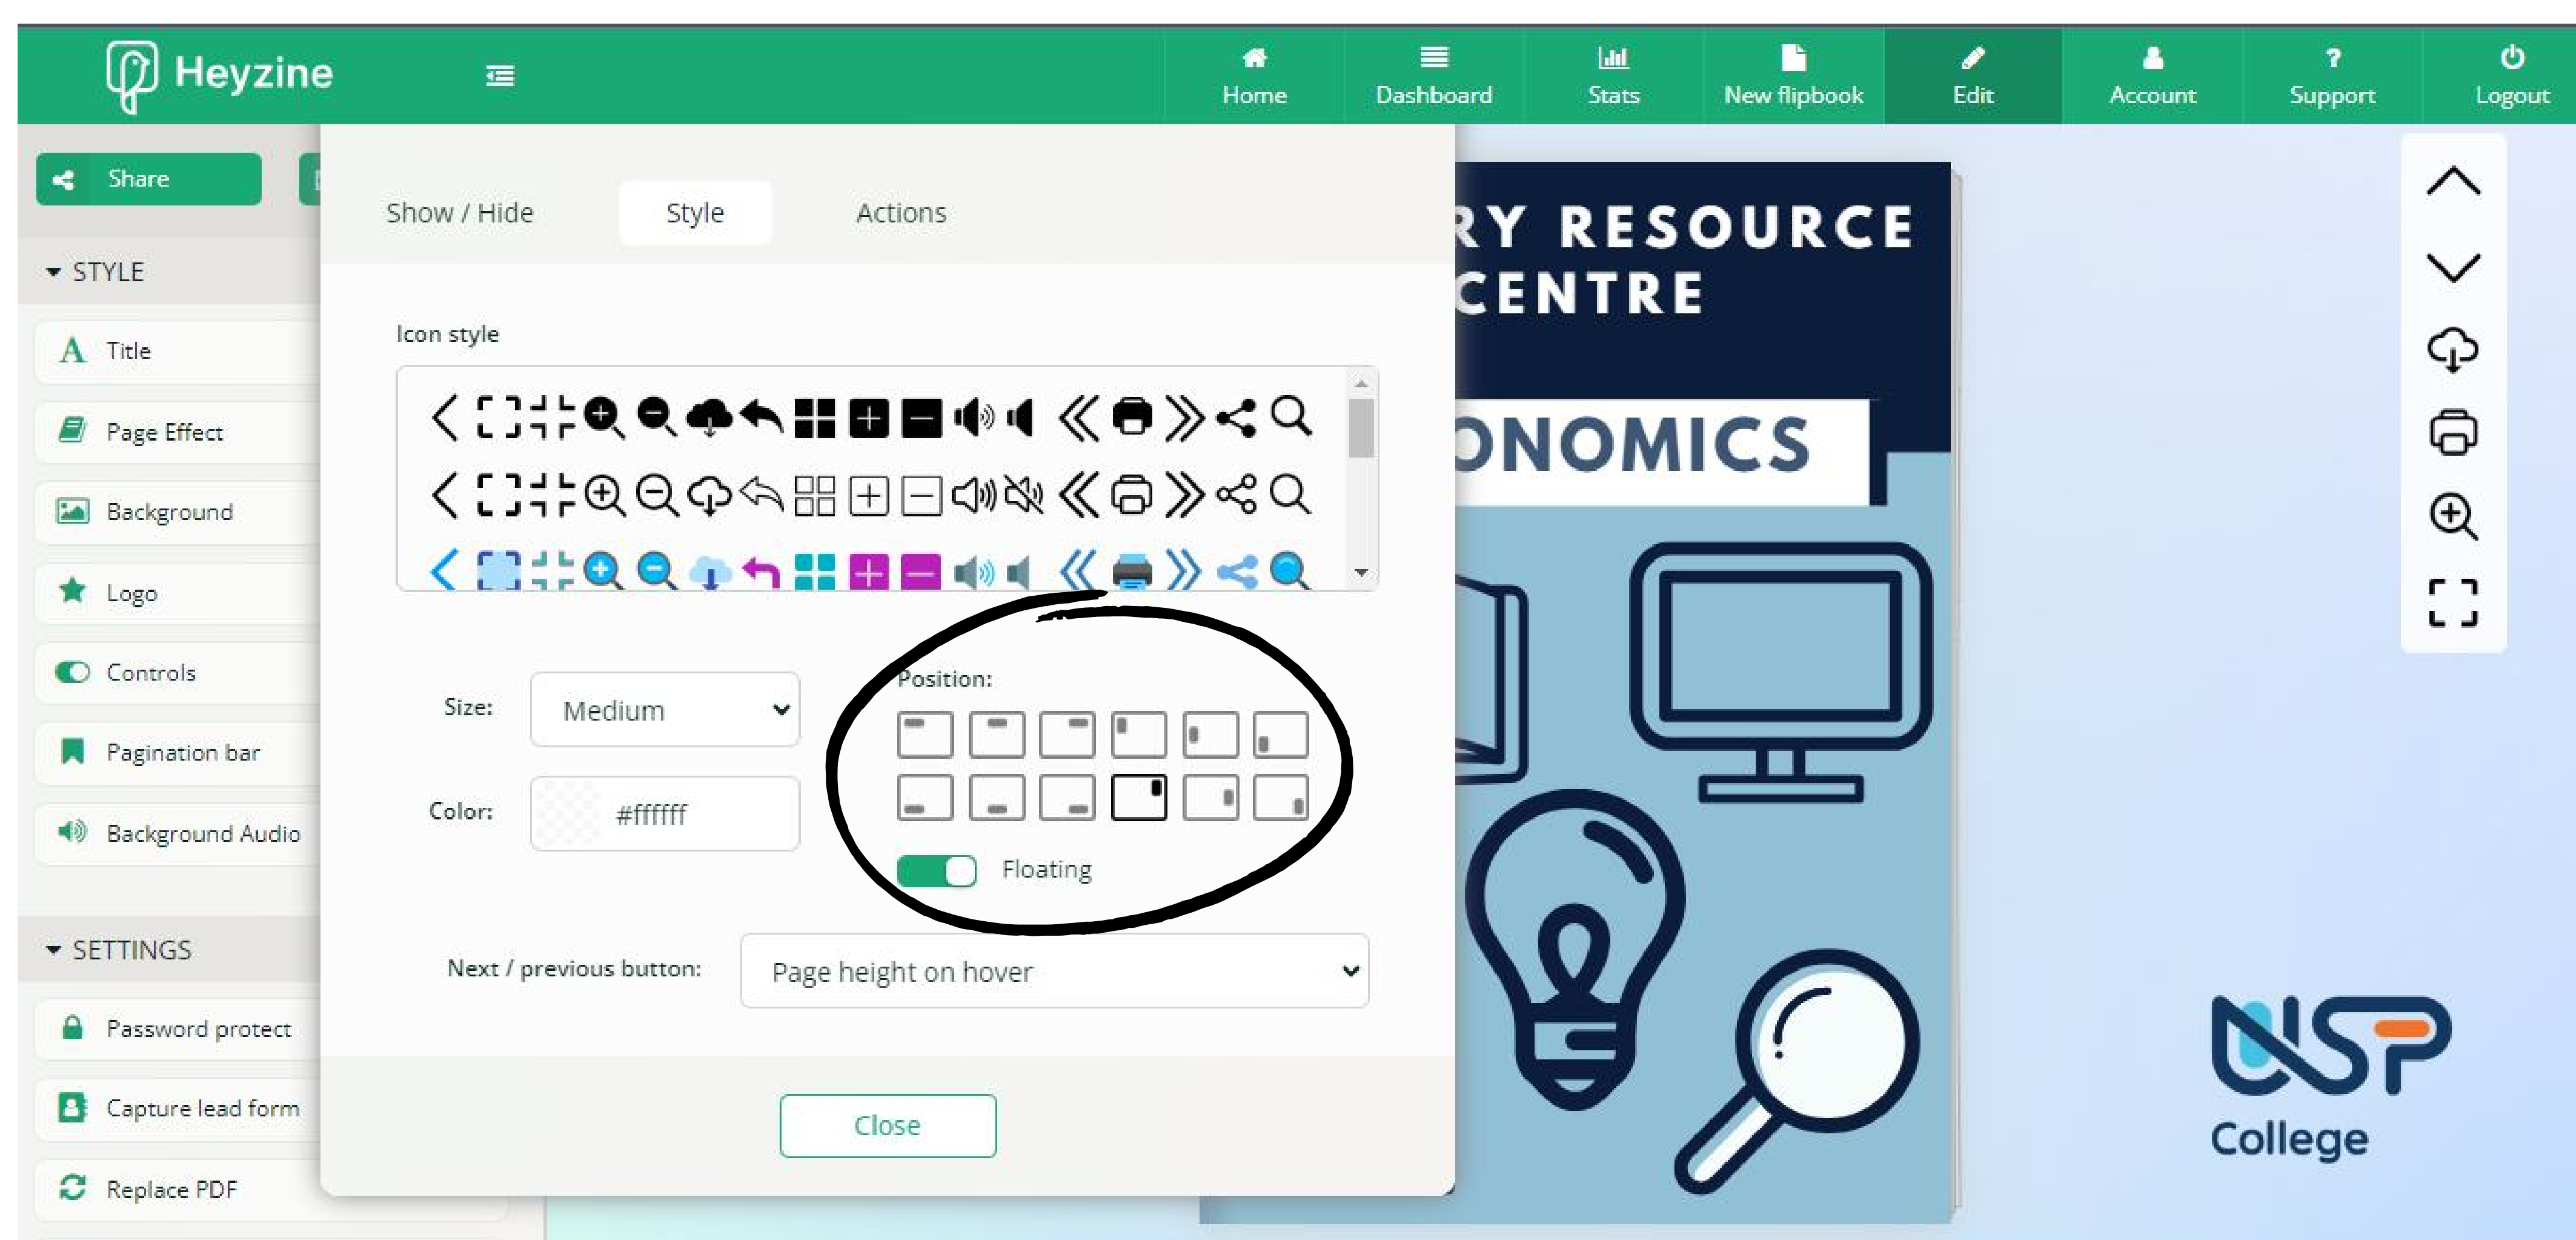 Heyzine
Home
Dashboard
Stats
New flipbook
Edit
Account
Support
Logout
Share
Show / Hide
Style
Actions
STYLE
Title
Page Effect
Background
Logo
Controls
Pagination bar
Background Audio
SETTINGS
Password protect
Capture lead form
Replace PDF
Icon style
Size:
Medium
Color:
#ffffff
Position:
Floating
Next / previous button:
Page height on hover
Close
RY RESOURCE
CENTRE
ONOMICS
USP
College